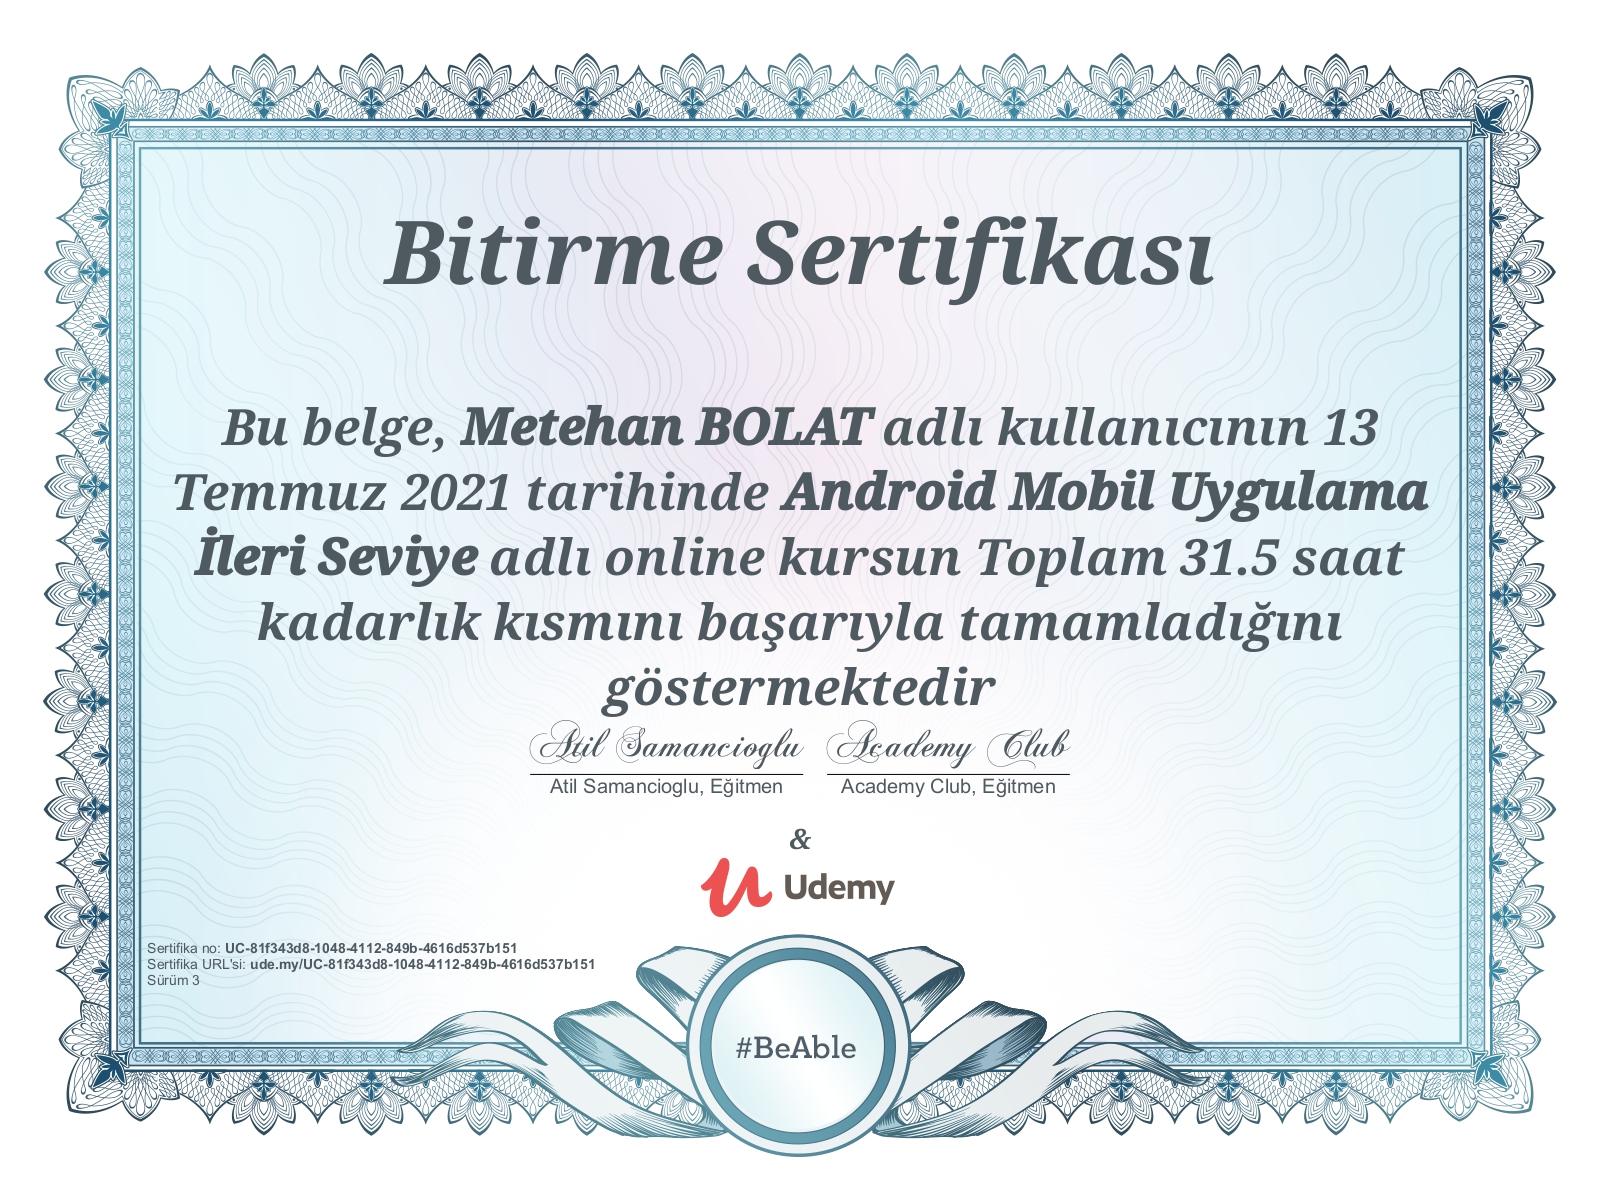 Bitirme Sertifikası
Bu belge, Metehan BOLAT adlı kullanıcının 13
Temmuz 2021 tarihinde Android Mobil Uygulama
İleri Seviye adlı online kursun Toplam 31.5 saat
kadarlık kısmını başarıyla tamamladığını
göstermektedir
Atil Samancioglu Academy Club
Atil Samancioglu, Eğitmen Academy Club, Eğitmen
&
Udemy
Sertifika no: UC-81f343d8-1048-4112-849b-4616d537b151
Sertifika URL'si: ude.my/UC-81f343d8-1048-4112-849b-4616d537b151
Sürüm 3
#BeAble